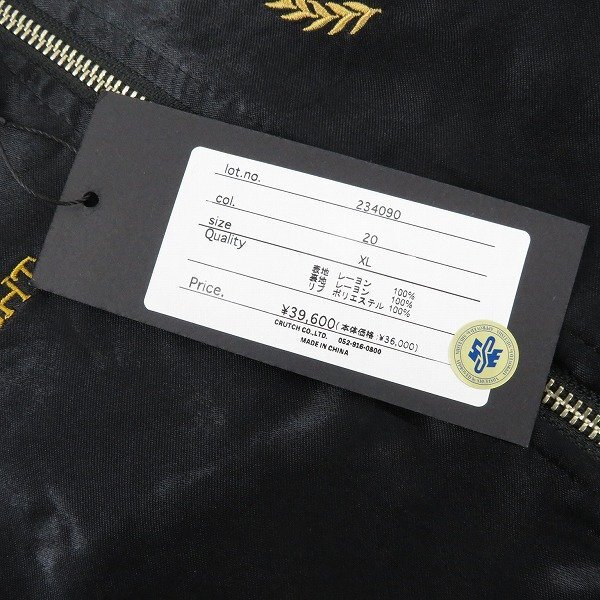 lot.no. 234090
col. 20
size XL
Quality
表地 レーヨン 100%
裏地 レーヨン 100%
リブ ポリエステル 100%
Price. ¥39,600(本体価格:¥36,000)
CRUTCH CO.,LTD. 052-916-0800
MADE IN CHINA
HT